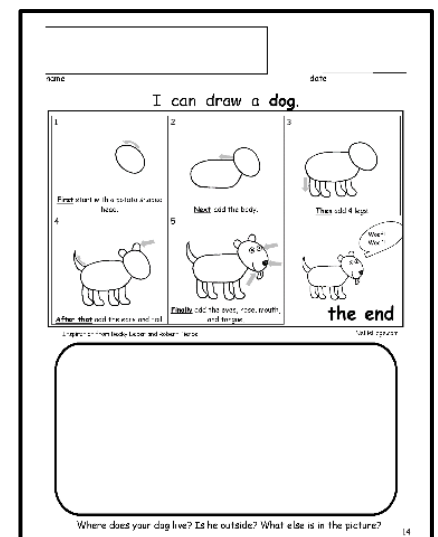 name date
I can draw a dog.
1
First start with a potato shaped
head.
2
Next add the body.
3
Then add 4 legs.
4
After that add the ears and tail.
5
Finally add the eyes, nose, mouth,
and tongue.
Woof!
Woof!
the end
Inspiration from
Where does your dog live? Is he outside? What else is in the picture?
14